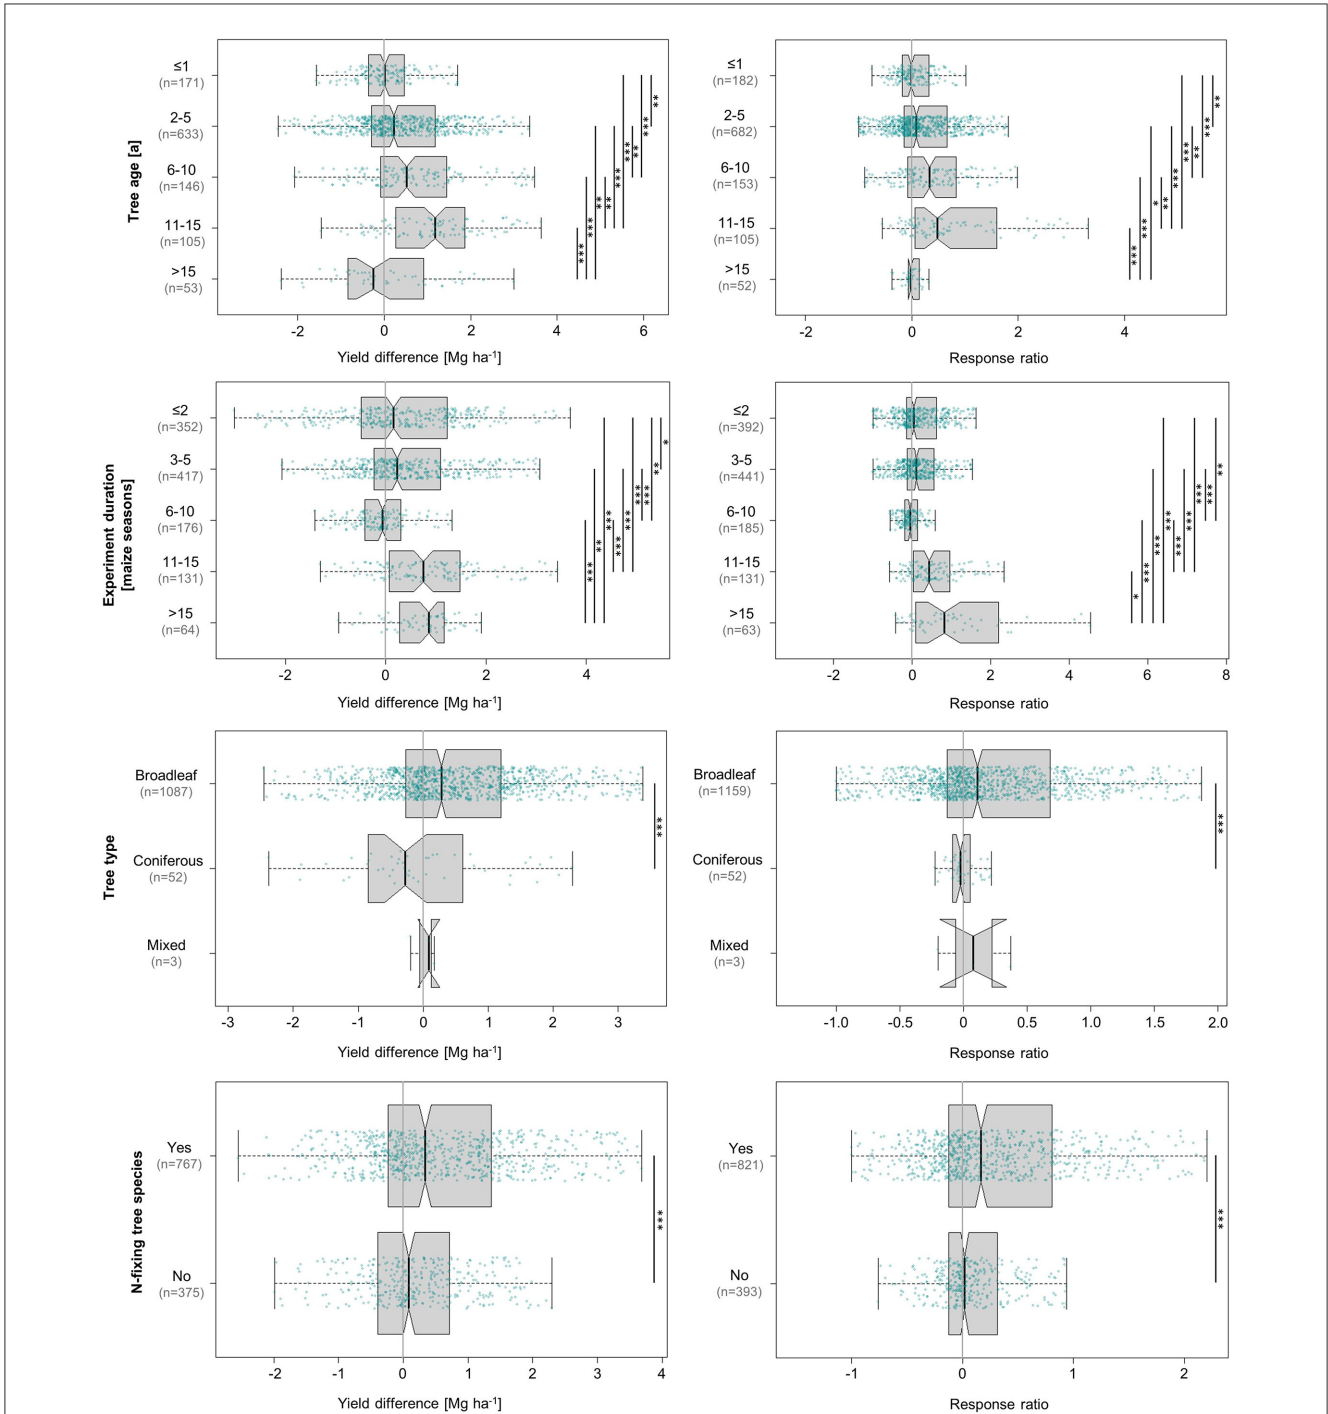 Tree age [a]
≤1
(n=171)
2-5
(n=633)
6-10
(n=146)
11-15
(n=105)
>15
(n=53)
***
***
**
**
***
***
**
***
**
-2 0 2 4 6
Yield difference [Mg ha-1]
≤1
(n=182)
2-5
(n=682)
6-10
(n=153)
11-15
(n=105)
>15
(n=52)
***
***
*
**
***
***
**
***
**
-2 0 2 4
Response ratio
Experiment duration
[maize seasons]
≤2
(n=352)
3-5
(n=417)
6-10
(n=176)
11-15
(n=131)
>15
(n=64)
***
**
***
***
***
***
***
**
*
-2 0 2 4
Yield difference [Mg ha-1]
≤2
(n=392)
3-5
(n=441)
6-10
(n=185)
11-15
(n=131)
>15
(n=63)
*
***
***
***
***
***
***
***
**
-2 0 2 4 6 8
Response ratio
Tree type
Broadleaf
(n=1087)
Coniferous
(n=52)
Mixed
(n=3)
***
-3 -2 -1 0 1 2 3
Yield difference [Mg ha-1]
Broadleaf
(n=1159)
Coniferous
(n=52)
Mixed
(n=3)
***
-1.0 -0.5 0 0.5 1.0 1.5 2.0
Response ratio
N-fixing tree species
Yes
(n=767)
No
(n=375)
***
-2 -1 0 1 2 3 4
Yield difference [Mg ha-1]
Yes
(n=821)
No
(n=393)
***
-1 0 1 2
Response ratio